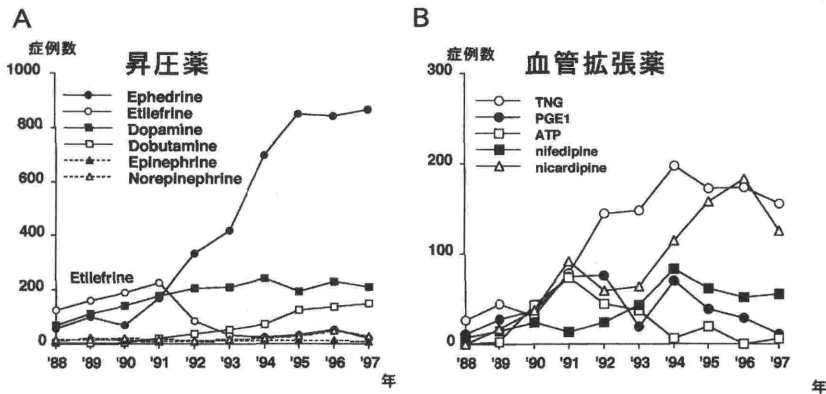 A
症例数
昇圧薬
1000
Ephedrine
Etilefrine
Dopamine
Dobutamine
Epinephrine
Norepinephrine
800
600
400
200
0
Etilefrine
'88 '89 '90 '91 '92 '93 '94 '95 '96 '97
年
B
症例数
血管拡張薬
300
TNG
PGE1
ATP
nifedipine
nicardipine
200
100
0
'88 '89 '90 '91 '92 '93 '94 '95 '96 '97
年